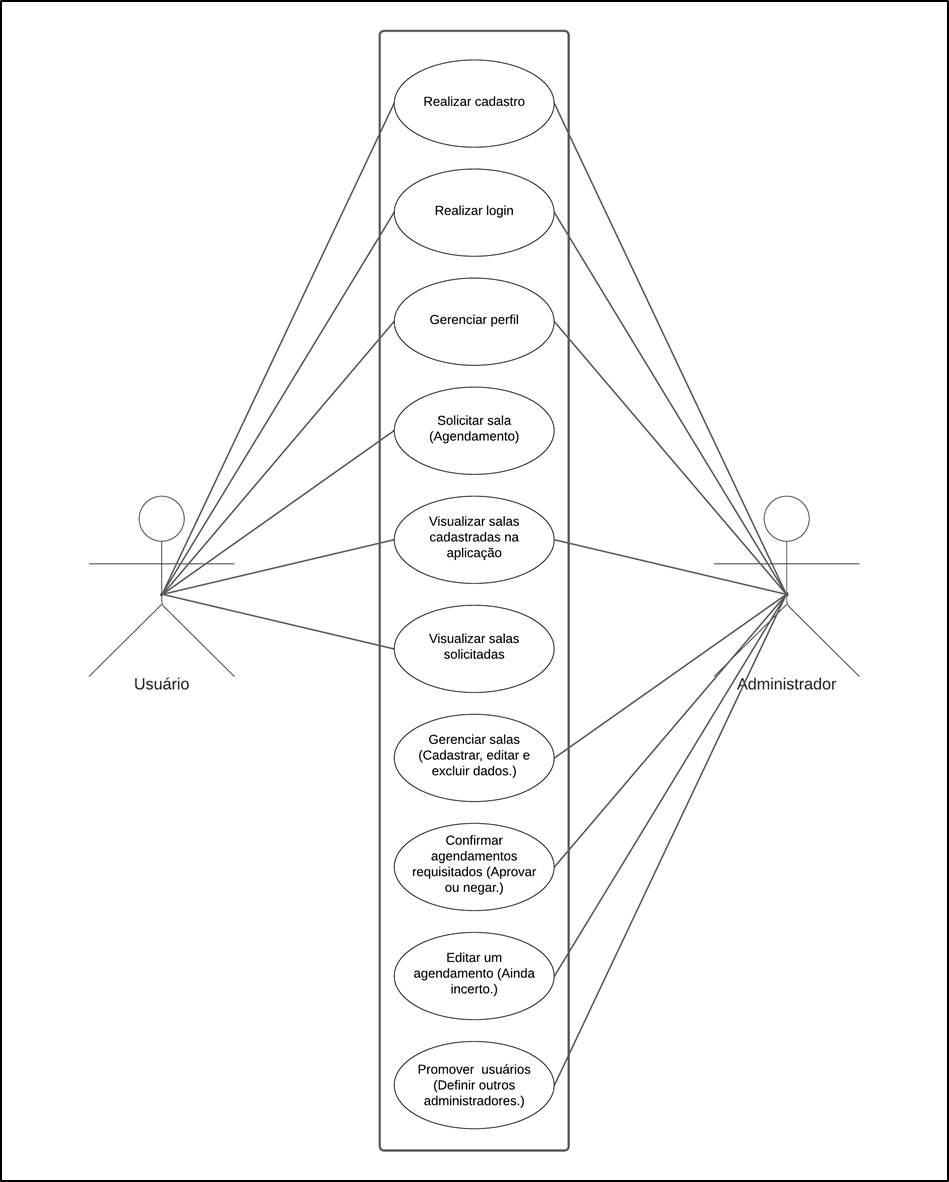 Realizar cadastro
Realizar login
Gerenciar perfil
Solicitar sala
(Agendamento)
Visualizar salas
cadastradas na
aplicação
Visualizar salas
solicitadas
Usuário
Administrador
Gerenciar salas
(Cadastrar, editar e
excluir dados.)
Confirmar
agendamentos
requisitados (Aprovar
ou negar.)
Editar um
agendamento (Ainda
incerto.)
Promover  usuários
(Definir outros
administradores.)